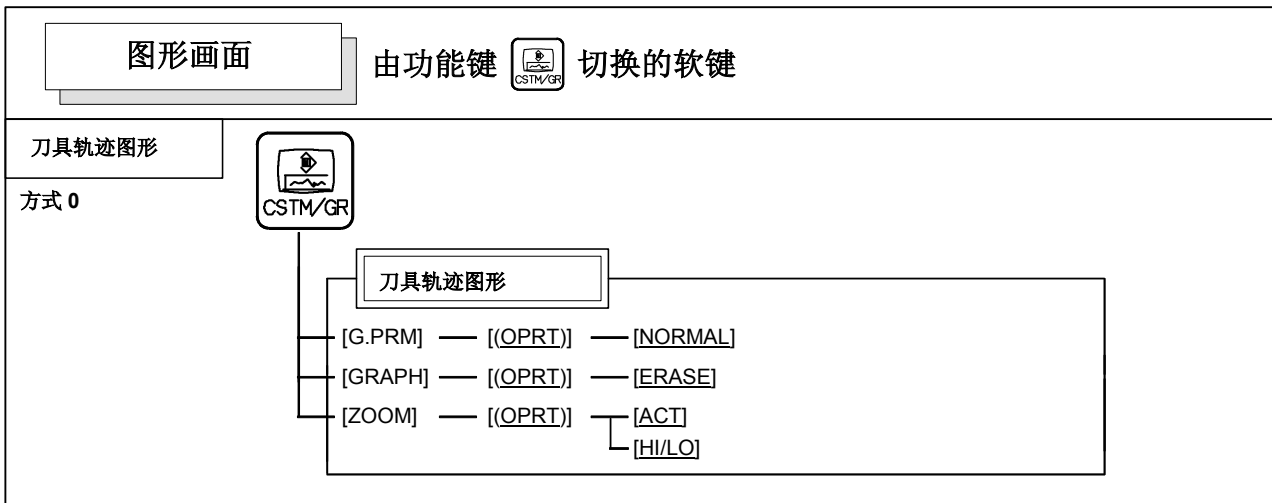 图形画面
由功能键 CSTM/GR 切换的软键
刀具轨迹图形
方式 0
CSTM/GR
刀具轨迹图形
[G.PRM] [(OPRT)] [NORMAL]
[GRAPH] [(OPRT)] [ERASE]
[ZOOM] [(OPRT)] [ACT]
[HI/LO]